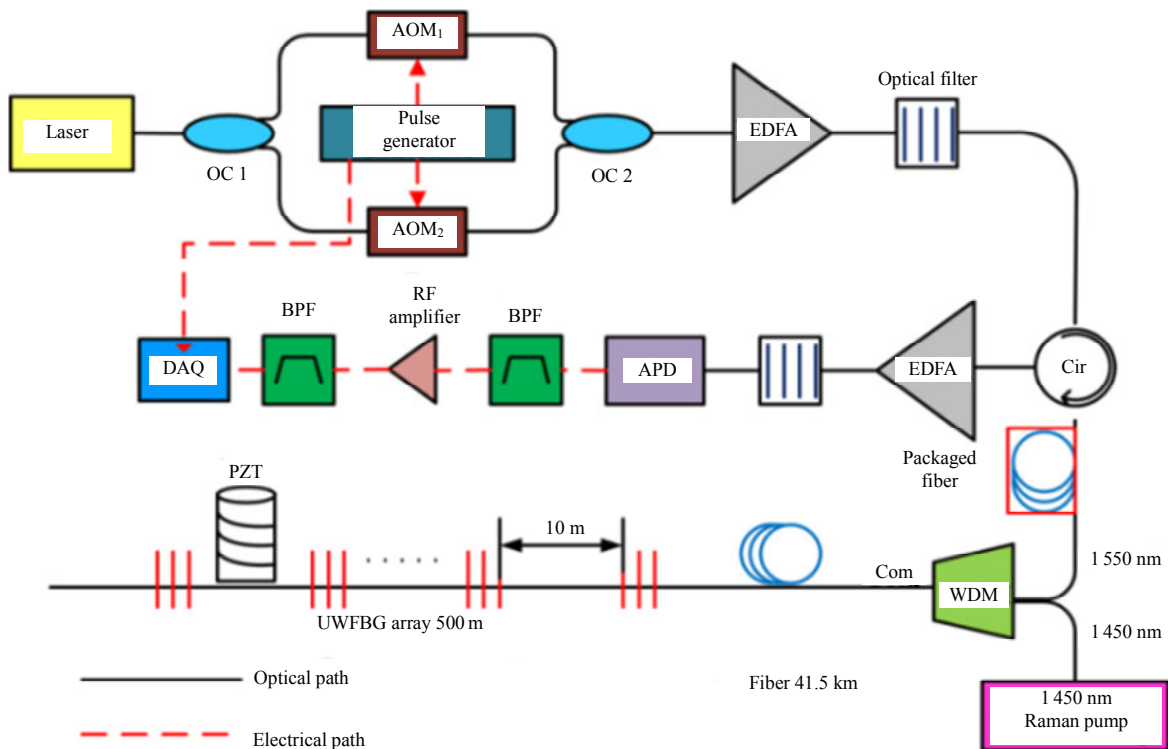 AOM₁
Optical filter
Laser
Pulse
generator
EDFA
OC 1
OC 2
AOM₂
BPF
RF
amplifier
BPF
DAQ
APD
EDFA
Cir
Packaged
fiber
PZT
10 m
1 550 nm
Com
WDM
UWFBG array 500 m
1 450 nm
Optical path
Fiber 41.5 km
1 450 nm
Raman pump
Electrical path